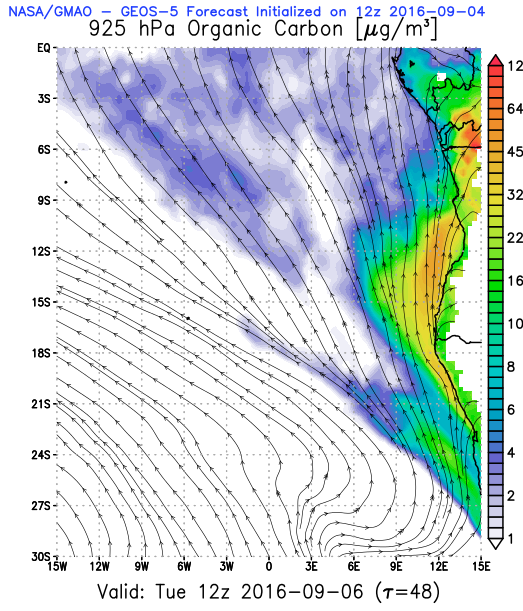 NASA/GMAO - GEOS-5 Forecast Initialized on 12z 2016-09-04
925 hPa Organic Carbon [μg/m³]
EQ
3S
6S
9S
12S
15S
18S
21S
24S
27S
30S
15W 12W 9W 6W 3W 0 3E 6E 9E 12E 15E
12
64
45
32
22
16
10
8
6
4
2
1
Valid: Tue 12z 2016-09-06 (τ=48)